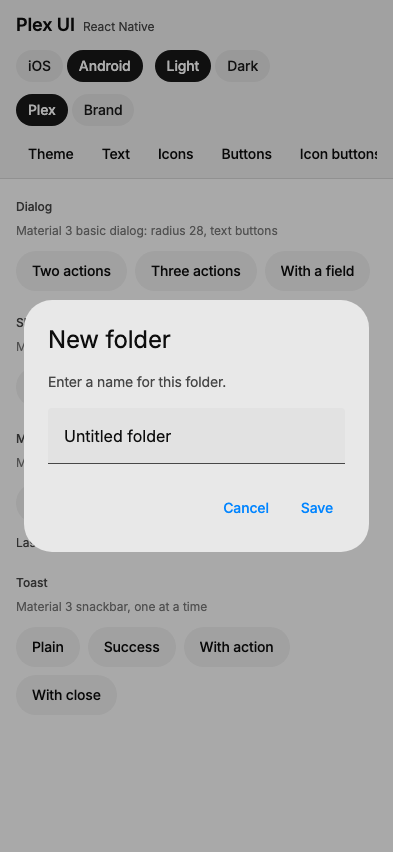 Plex UI React Native
iOS Android Light Dark
Plex Brand
Theme Text Icons Buttons Icon buttons
Dialog
Material 3 basic dialog: radius 28, text buttons
Two actions Three actions With a field
New folder
Enter a name for this folder.
Untitled folder
Cancel Save
Toast
Material 3 snackbar, one at a time
Plain Success With action
With close